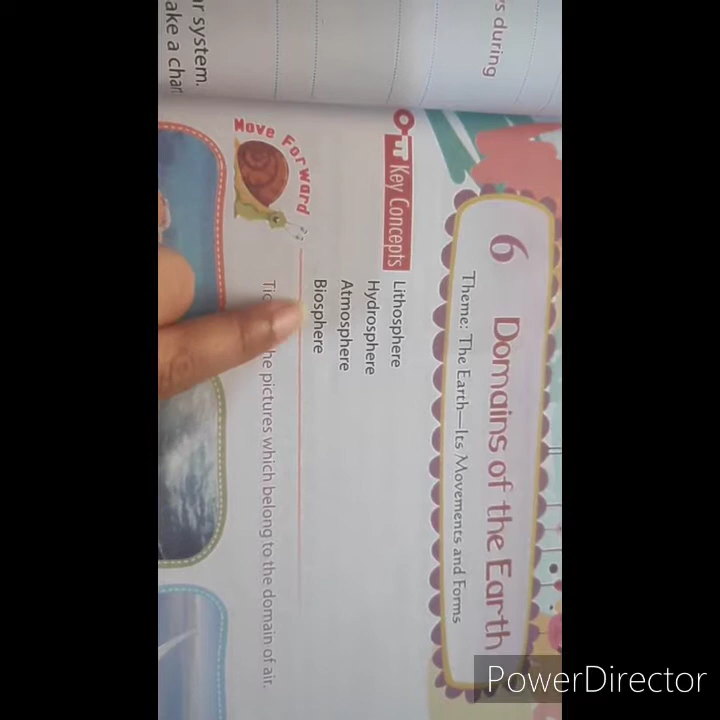 s during
r system.
ake a char
6 Domains of the Earth
Theme: The Earth—Its Movements and Forms
Key Concepts
Lithosphere
Hydrosphere
Atmosphere
Biosphere
Move Forward
he pictures which belong to the domain of air.
PowerDirector